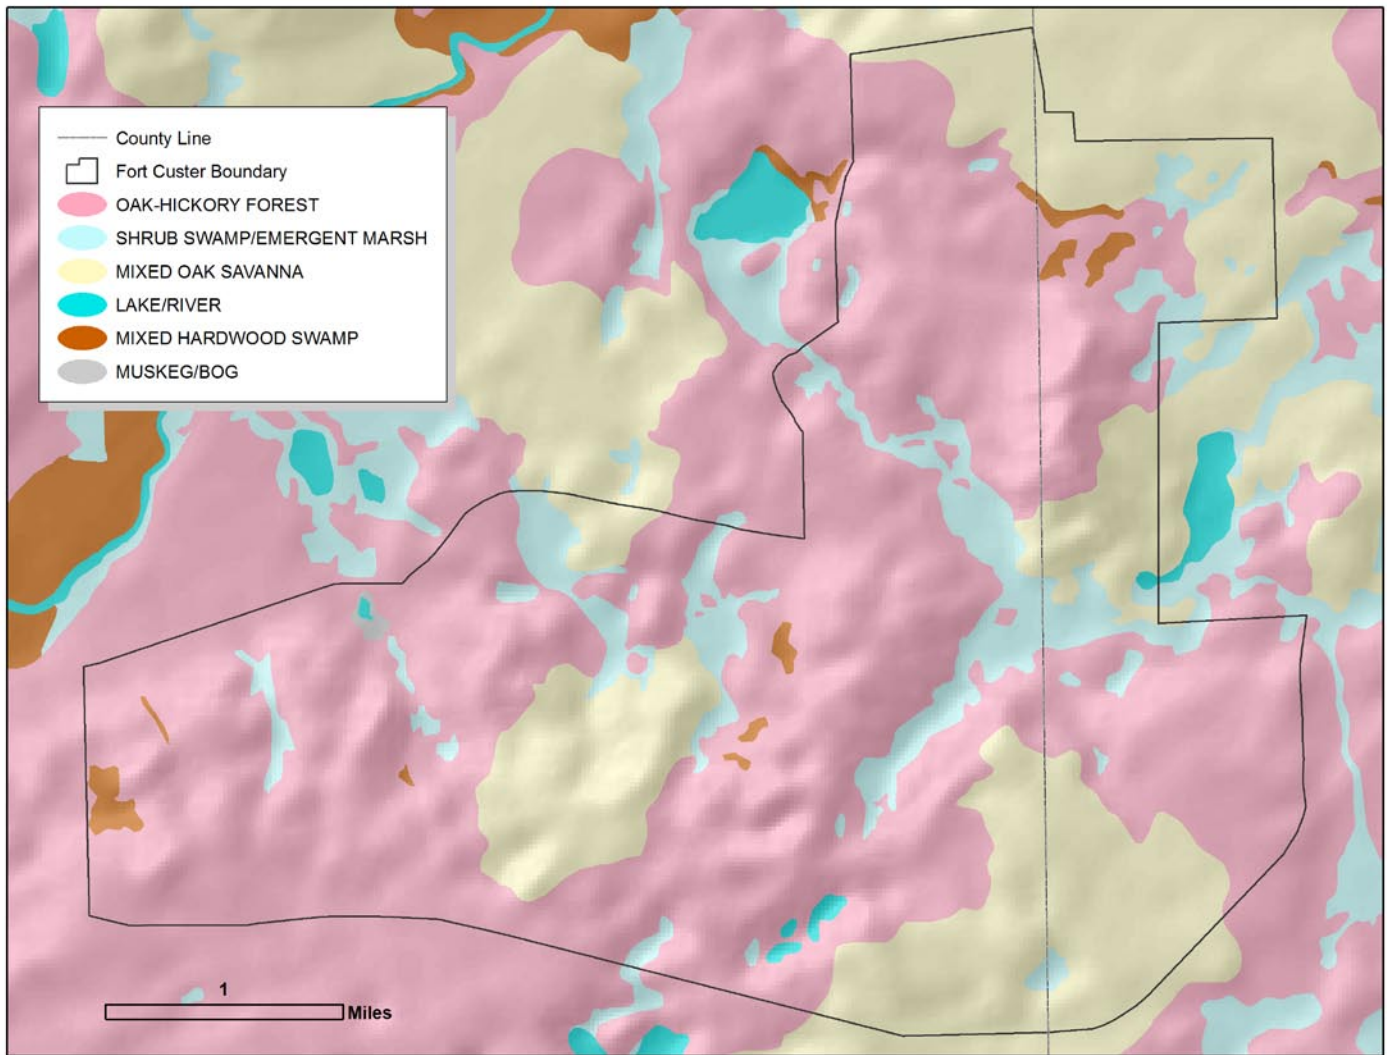 County Line
Fort Custer Boundary
OAK-HICKORY FOREST
SHRUB SWAMP/EMERGENT MARSH
MIXED OAK SAVANNA
LAKE/RIVER
MIXED HARDWOOD SWAMP
MUSKEG/BOG
1
Miles